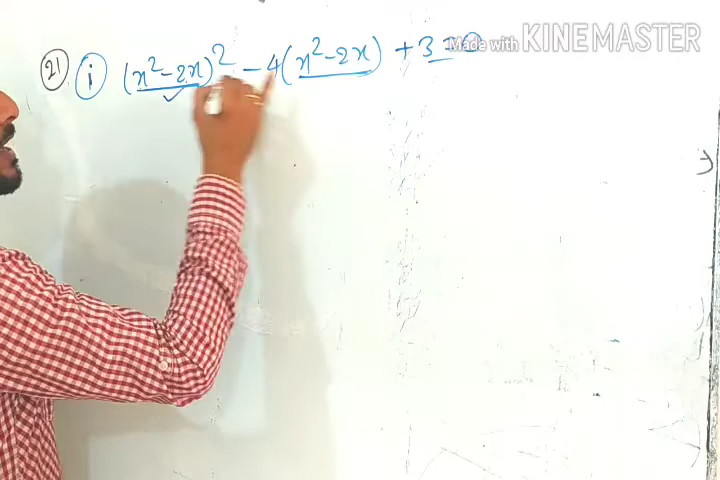 Made with KINEMASTER
(21) (i) (x²-2x)² - 4(x²-2x) + 3 = 0